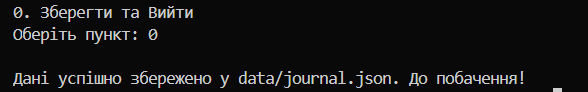 0. Зберегти та Вийти
Оберіть пункт: 0
Дані успішно збережено у data/journal.json. До побачення!